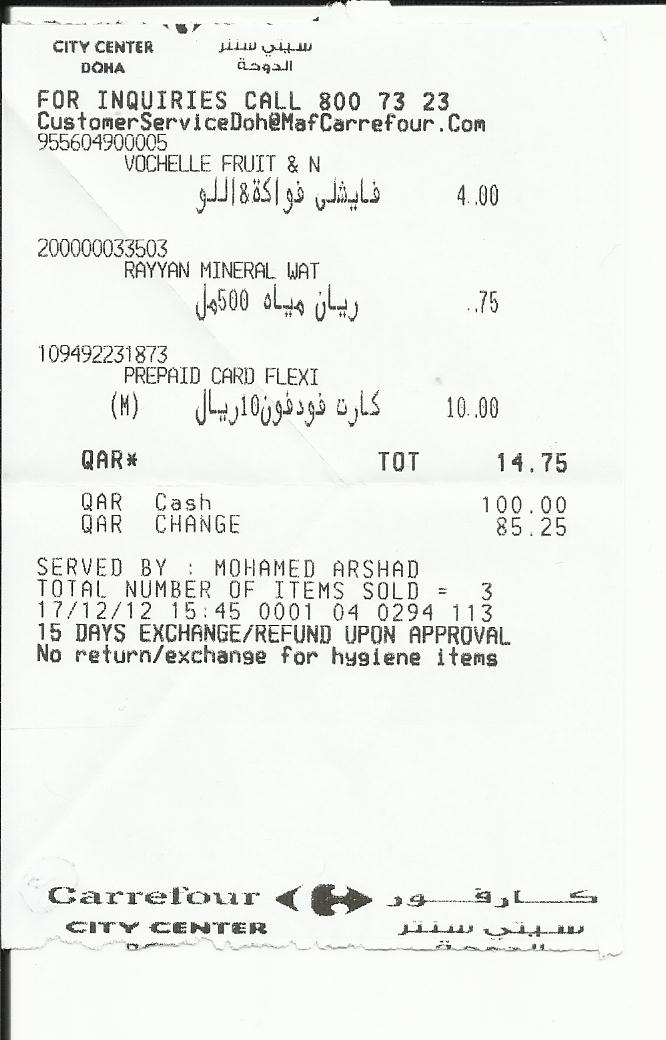 CITY CENTER سيتي سنتر
DOHA الدوحة
FOR INQUIRIES CALL 800 73 23
CustomerServiceDoh@MafCarrefour.Com
955604900005
VOCHELLE FRUIT & N
فايشلي فواكة&اللو 4.00
200000033503
RAYYAN MINERAL WAT
ريان مياه 500مل .75
109492231873
PREPAID CARD FLEXI
(M) كارت فودفون10ريال 10.00
QAR* TOT 14.75
QAR Cash 100.00
QAR CHANGE 85.25
SERVED BY : MOHAMED ARSHAD
TOTAL NUMBER OF ITEMS SOLD = 3
17/12/12 15:45 0001 04 0294 113
15 DAYS EXCHANGE/REFUND UPON APPROVAL
No return/exchange for hygiene items
Carrefour كارفور
CITY CENTER سيتي سنتر